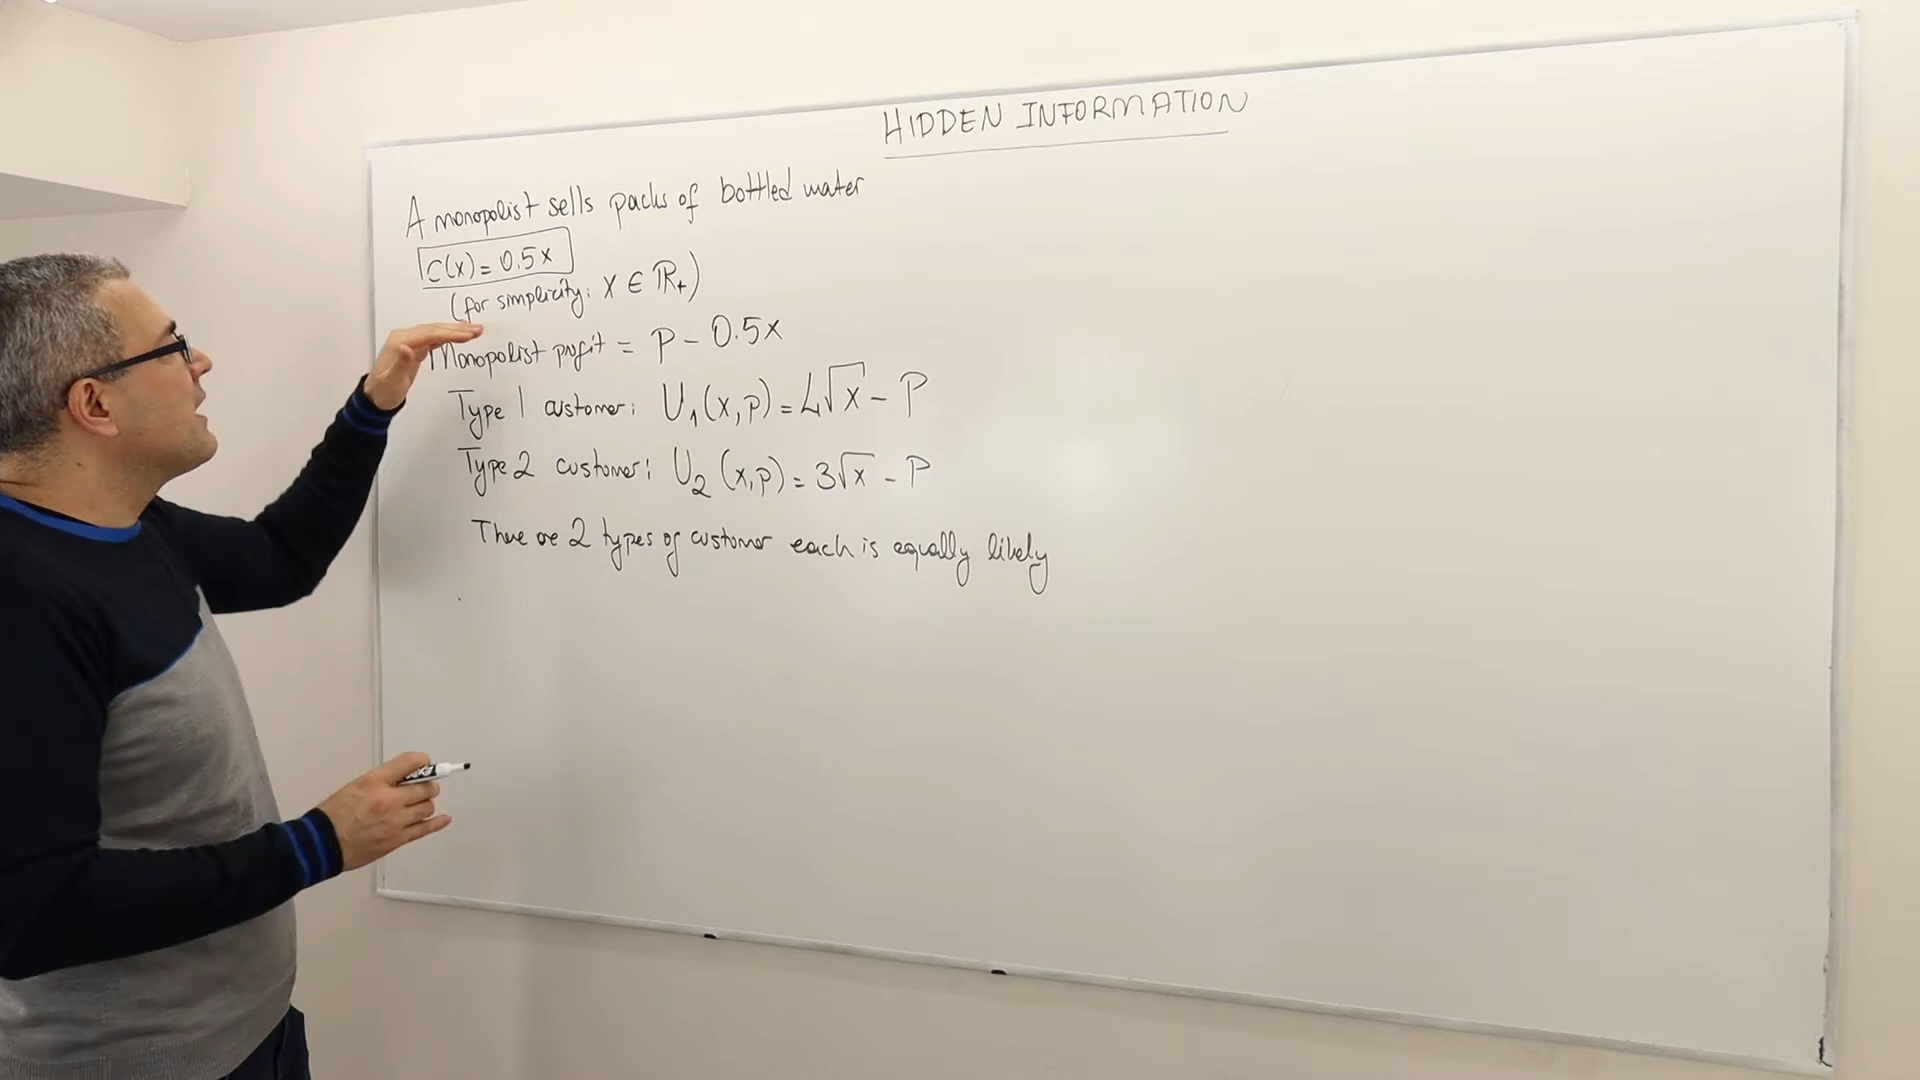 HIDDEN INFORMATION
A monopolist sells packs of bottled water
C(x) = 0.5x
(for simplicity: x ∈ ℝ₊)
Monopolist profit = P - 0.5x
Type 1 customer: U₁(x,p) = 4√x - P
Type 2 customer: U₂(x,p) = 3√x - P
There are 2 types of customer each is equally likely